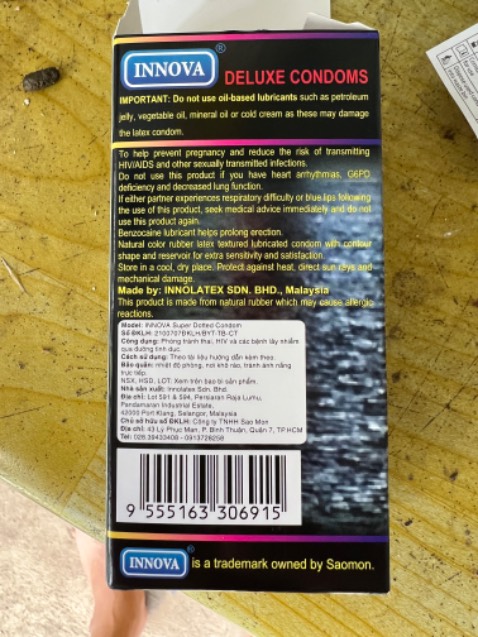 INNOVA ®
DELUXE CONDOMS
IMPORTANT: Do not use oil-based lubricants such as petroleum
jelly, vegetable oil, mineral oil or cold cream as these may damage
the latex condom.
To help prevent pregnancy and reduce the risk of transmitting
HIV/AIDS and other sexually transmitted infections.
Do not use this product if you have heart arrhythmias, G6PD
deficiency and decreased lung function.
If either partner experiences respiratory difficulty or blue lips following
the use of this product, seek medical advice immediately and do not
use this product again.
Benzocaine lubricant helps prolong erection.
Natural color rubber latex textured lubricated condom with contour
shape and reservoir for extra sensitivity and satisfaction.
Store in a cool, dry place. Protect against heat, direct sun rays and
mechanical damage.
Made by: INNOLATEX SDN. BHD., Malaysia
This product is made from natural rubber which may cause allergic
reactions.
Model: INNOVA Super Dotted Condom
Số ĐKLH: 2100707ĐKLH/BYT-TB-CT
Công dụng: Phòng tránh thai, HIV và các bệnh lây nhiễm
qua đường tình dục.
Cách sử dụng: Theo tài liệu hướng dẫn kèm theo.
Bảo quản: nhiệt độ phòng, nơi khô ráo, tránh ánh nắng
trực tiếp.
NSX, HSD, LOT: Xem trên bao bì sản phẩm.
Nhà sản xuất: Innolatex Sdn. Bhd.
Địa chỉ: Lot 591 & 594, Persiaran Raja Lumu,
Pandamaran Industrial Estate,
42000 Port Klang, Selangor, Malaysia
Chủ sở hữu số ĐKLH: Công ty TNHH Sao Mon
Địa chỉ: 43 Lý Phục Man, P. Bình Thuận, Quận 7, TP HCM
Tel: 028.39433408 - 0913728258
9 555163 306915
INNOVA ® is a trademark owned by Saomon.